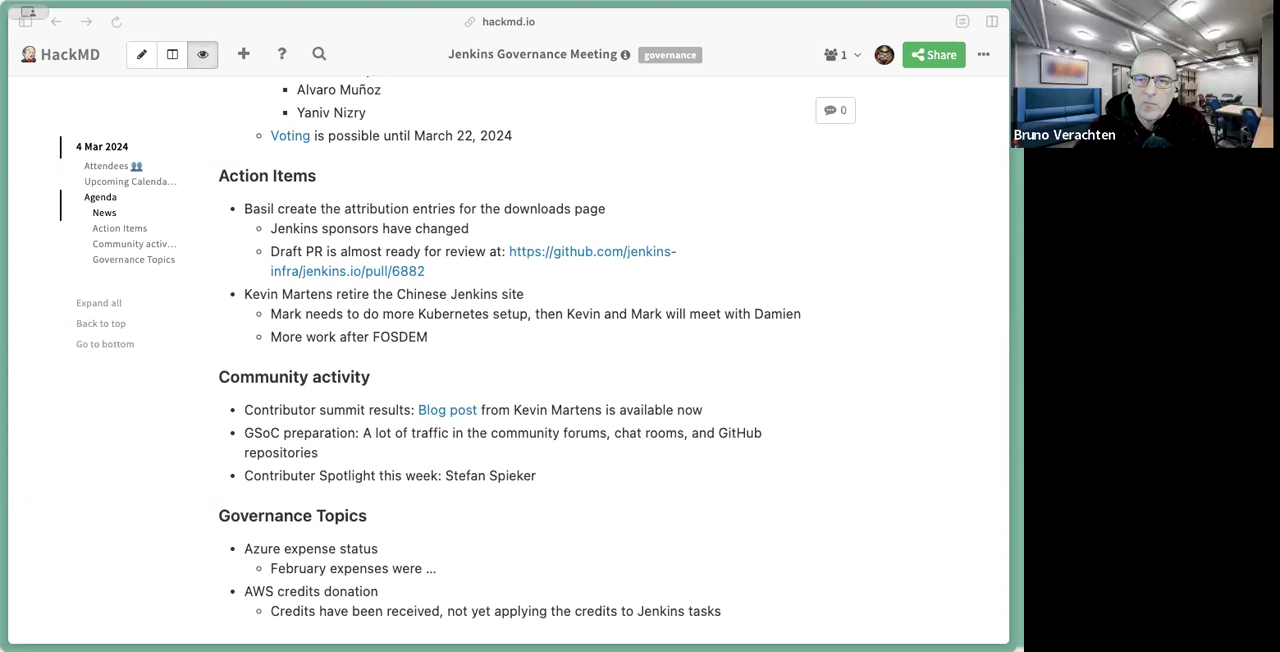 hackmd.io
HackMD
Jenkins Governance Meeting
governance
1
Share
Alvaro Muñoz
Yaniv Nizry
Voting is possible until March 22, 2024
0
4 Mar 2024
Attendees 👥
Upcoming Calenda…
Agenda
News
Action Items
Community activ…
Governance Topics
Expand all
Back to top
Go to bottom
Action Items
Basil create the attribution entries for the downloads page
Jenkins sponsors have changed
Draft PR is almost ready for review at: https://github.com/jenkins-
infra/jenkins.io/pull/6882
Kevin Martens retire the Chinese Jenkins site
Mark needs to do more Kubernetes setup, then Kevin and Mark will meet with Damien
More work after FOSDEM
Community activity
Contributor summit results: Blog post from Kevin Martens is available now
GSoC preparation: A lot of traffic in the community forums, chat rooms, and GitHub
repositories
Contributer Spotlight this week: Stefan Spieker
Governance Topics
Azure expense status
February expenses were …
AWS credits donation
Credits have been received, not yet applying the credits to Jenkins tasks
Bruno Verachten